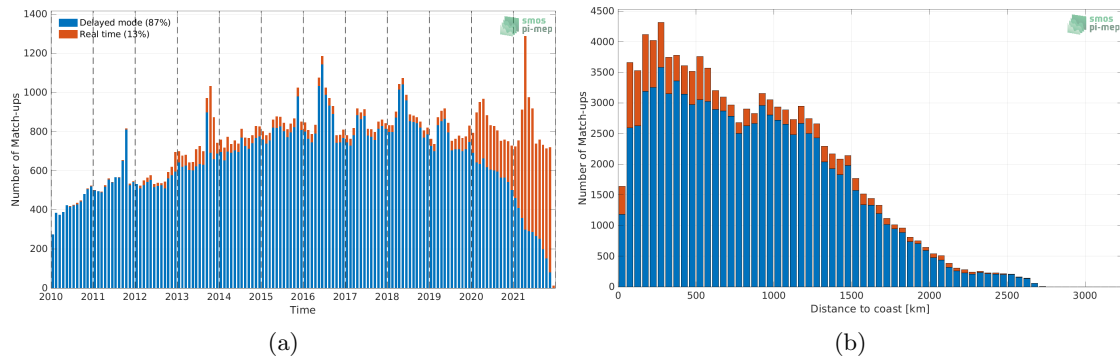 1400
1200
1000
800
600
400
200
0
Number of Match-ups
Delayed mode (87%)
Real time (13%)
smos
pi-mep
2010 2011 2012 2013 2014 2015 2016 2017 2018 2019 2020 2021
Time
(a)
4500
4000
3500
3000
2500
2000
1500
1000
500
0
Number of Match-ups
smos
pi-mep
0 500 1000 1500 2000 2500 3000
Distance to coast [km]
(b)